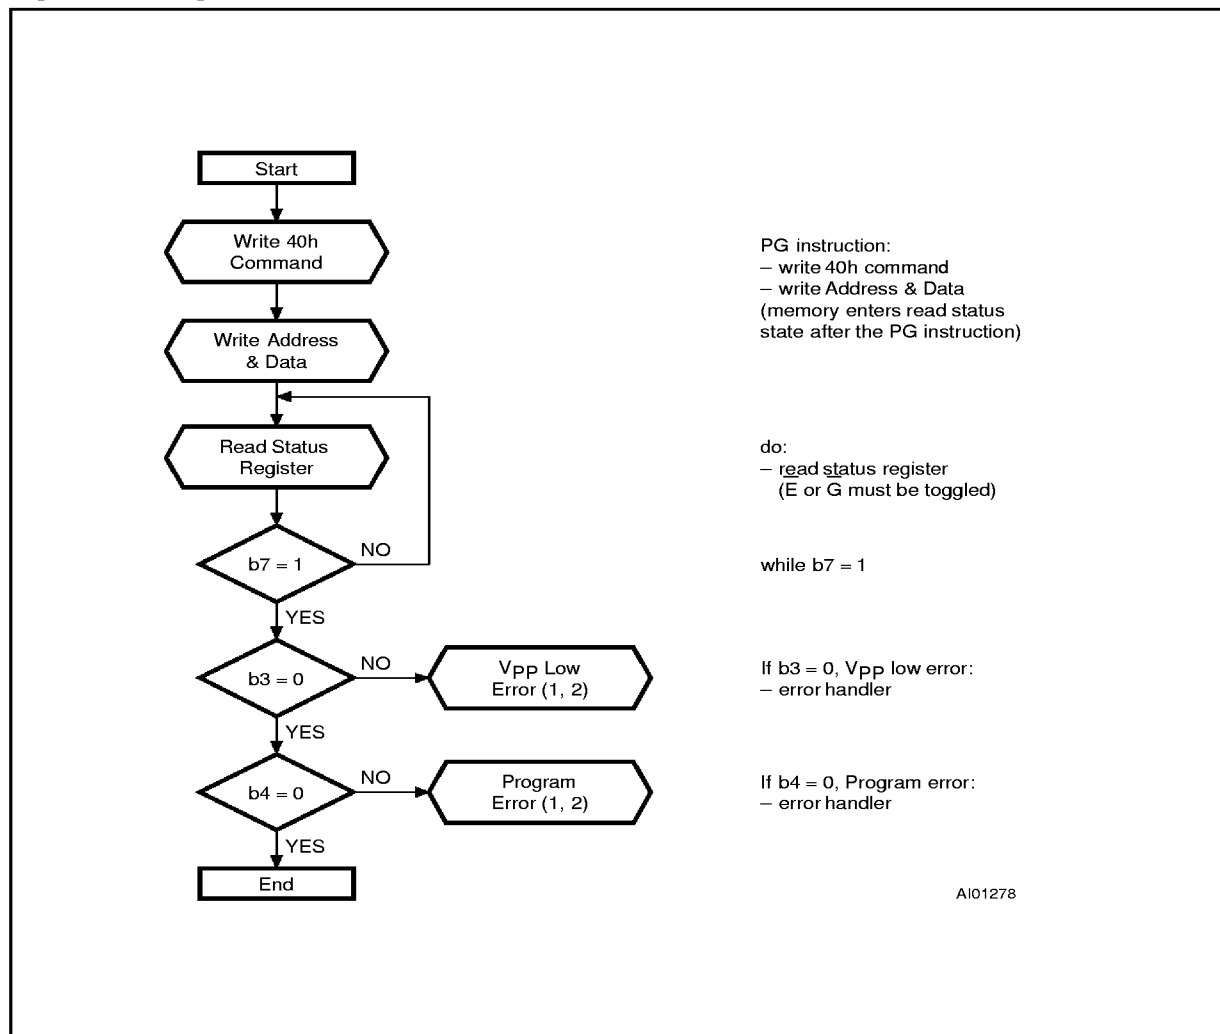 Start
Write 40h
Command
PG instruction:
– write 40h command
– write Address & Data
(memory enters read status
state after the PG instruction)
Write Address
& Data
Read Status
Register
do:
– read status register
(E̅ or G̅ must be toggled)
b7 = 1
NO
while b7 = 1
YES
b3 = 0
NO
VPP Low
Error (1, 2)
If b3 = 0, VPP low error:
– error handler
YES
b4 = 0
NO
Program
Error (1, 2)
If b4 = 0, Program error:
– error handler
YES
End
AI01278